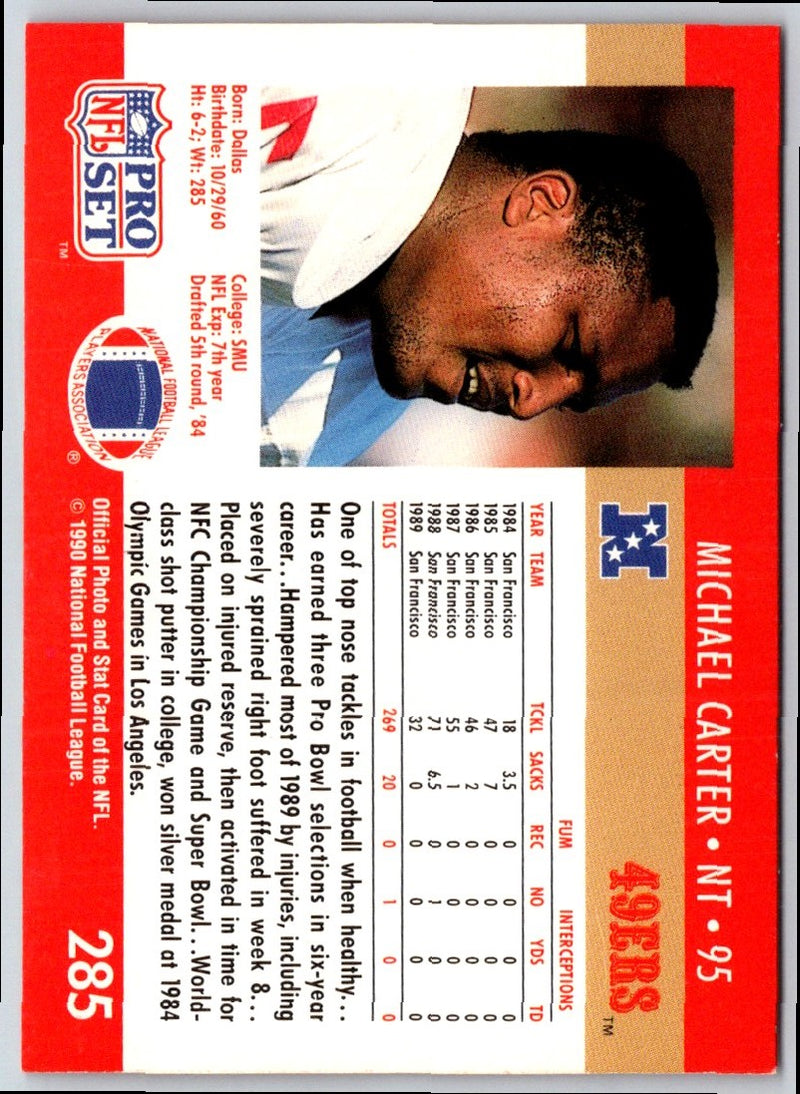 MICHAEL CARTER • NT • 95
N
49ERS™
FUM INTERCEPTIONS
YEAR TEAM TCKL SACKS REC NO YDS TD
1984 San Francisco 18 3.5 0 0 0 0
1985 San Francisco 47 7 0 0 0 0
1986 San Francisco 46 2 0 0 0 0
1987 San Francisco 55 1 0 0 0 0
1988 San Francisco 71 6.5 0 1 0 0
1989 San Francisco 32 0 0 0 0 0
TOTALS 269 20 0 1 0 0
One of top nose tackles in football when healthy...
Has earned three Pro Bowl selections in six-year
career...Hampered most of 1989 by injuries, including
severely sprained right foot suffered in week 8...
Placed on injured reserve, then activated in time for
NFC Championship Game and Super Bowl...World-
class shot putter in college, won silver medal at 1984
Olympic Games in Los Angeles.
Born: Dallas
Birthdate: 10/29/60
Ht: 6-2; Wt: 285
College: SMU
NFL Exp: 7th year
Drafted 5th round, '84
NFL
PRO
SET
™
NATIONAL FOOTBALL LEAGUE
PLAYERS ASSOCIATION
®
Official Photo and Stat Card of the NFL.
© 1990 National Football League.
285